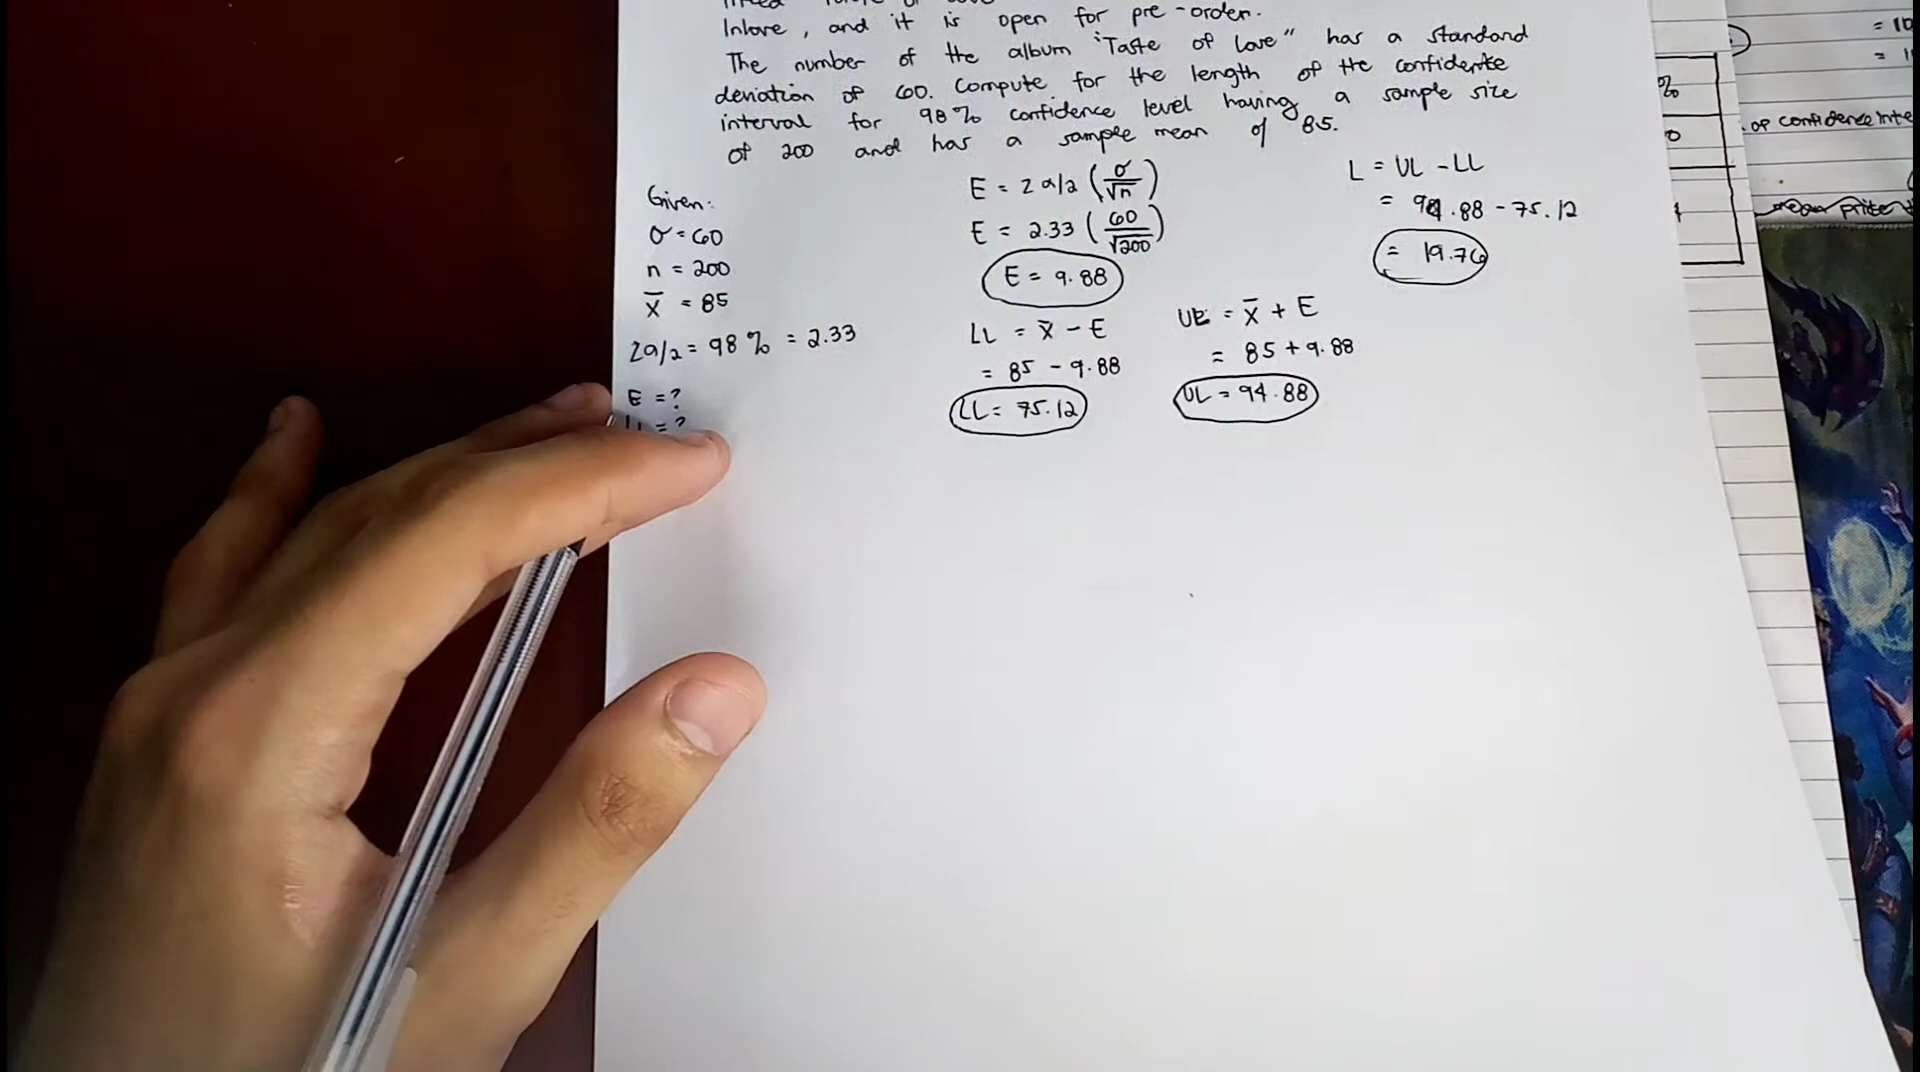 Inlove, and it is open for pre-order.
The number of the album "Taste of Love" has a standard
deviation of 60. Compute for the length of the confidence
interval for 98% confidence level having a sample size
of 200 and has a sample mean of 85.
Given:
σ = 60
n = 200
x̄ = 85
Zα/2 = 98% = 2.33
E = ?
LL = ?
E = Zα/2 (σ/√n)
E = 2.33 (60/√200)
E = 9.88
LL = x̄ - E
= 85 - 9.88
LL = 75.12
UL = x̄ + E
= 85 + 9.88
UL = 94.88
L = UL - LL
= 94.88 - 75.12
= 19.76
%
of confidence inte